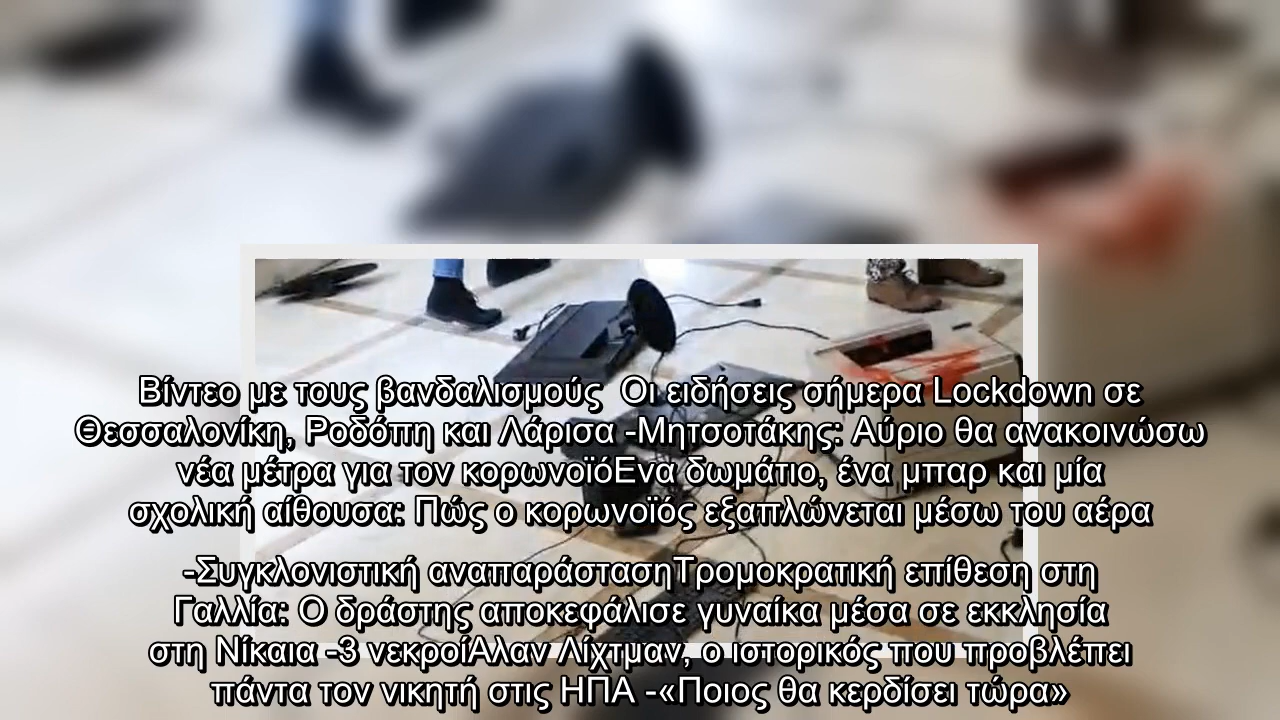 Βίντεο με τους βανδαλισμούς Οι ειδήσεις σήμερα Lockdown σε
Θεσσαλονίκη, Ροδόπη και Λάρισα -Μητσοτάκης: Αύριο θα ανακοινώσω
νέα μέτρα για τον κορωνοϊόΕνα δωμάτιο, ένα μπαρ και μία
σχολική αίθουσα: Πώς ο κορωνοϊός εξαπλώνεται μέσω του αέρα
-Συγκλονιστική αναπαράστασηΤρομοκρατική επίθεση στη
Γαλλία: Ο δράστης αποκεφάλισε γυναίκα μέσα σε εκκλησία
στη Νίκαια -3 νεκροίΑλαν Λίχτμαν, ο ιστορικός που προβλέπει
πάντα τον νικητή στις ΗΠΑ -«Ποιος θα κερδίσει τώρα»